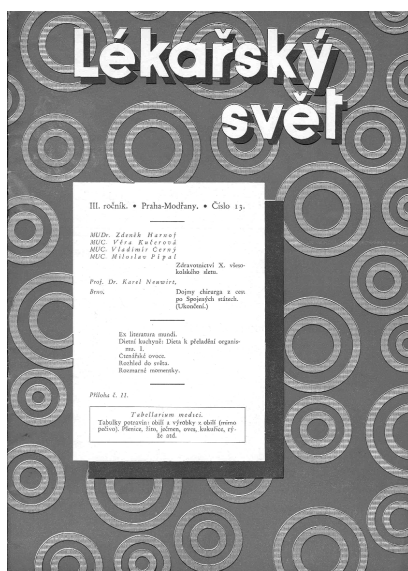 Lékařský
svět
III. ročník. • Praha-Modřany. • Číslo 13.
MUDr. Zdeněk Harnof
MUC. Věra Kučerová
MUC. Vladimír Černý
MUC. Miloslav Pípal
Zdravotnictví X. všeso-
kolského sletu.
Prof. Dr. Karel Neuwirt,
Brno.
Dojmy chirurga z cest
po Spojených státech.
(Ukončení.)
Ex literatura mundi.
Dietní kuchyně: Dieta k přeladění organis-
mu. I.
Čtenářské ovoce.
Rozhled do světa.
Rozmarné momentky.
Příloha č. 11.
Tabellarium medici.
Tabulky potravin: obilí a výrobky z obilí (mimo
pečivo). Pšenice, žito, ječmen, oves, kukuřice, rý-
že atd.